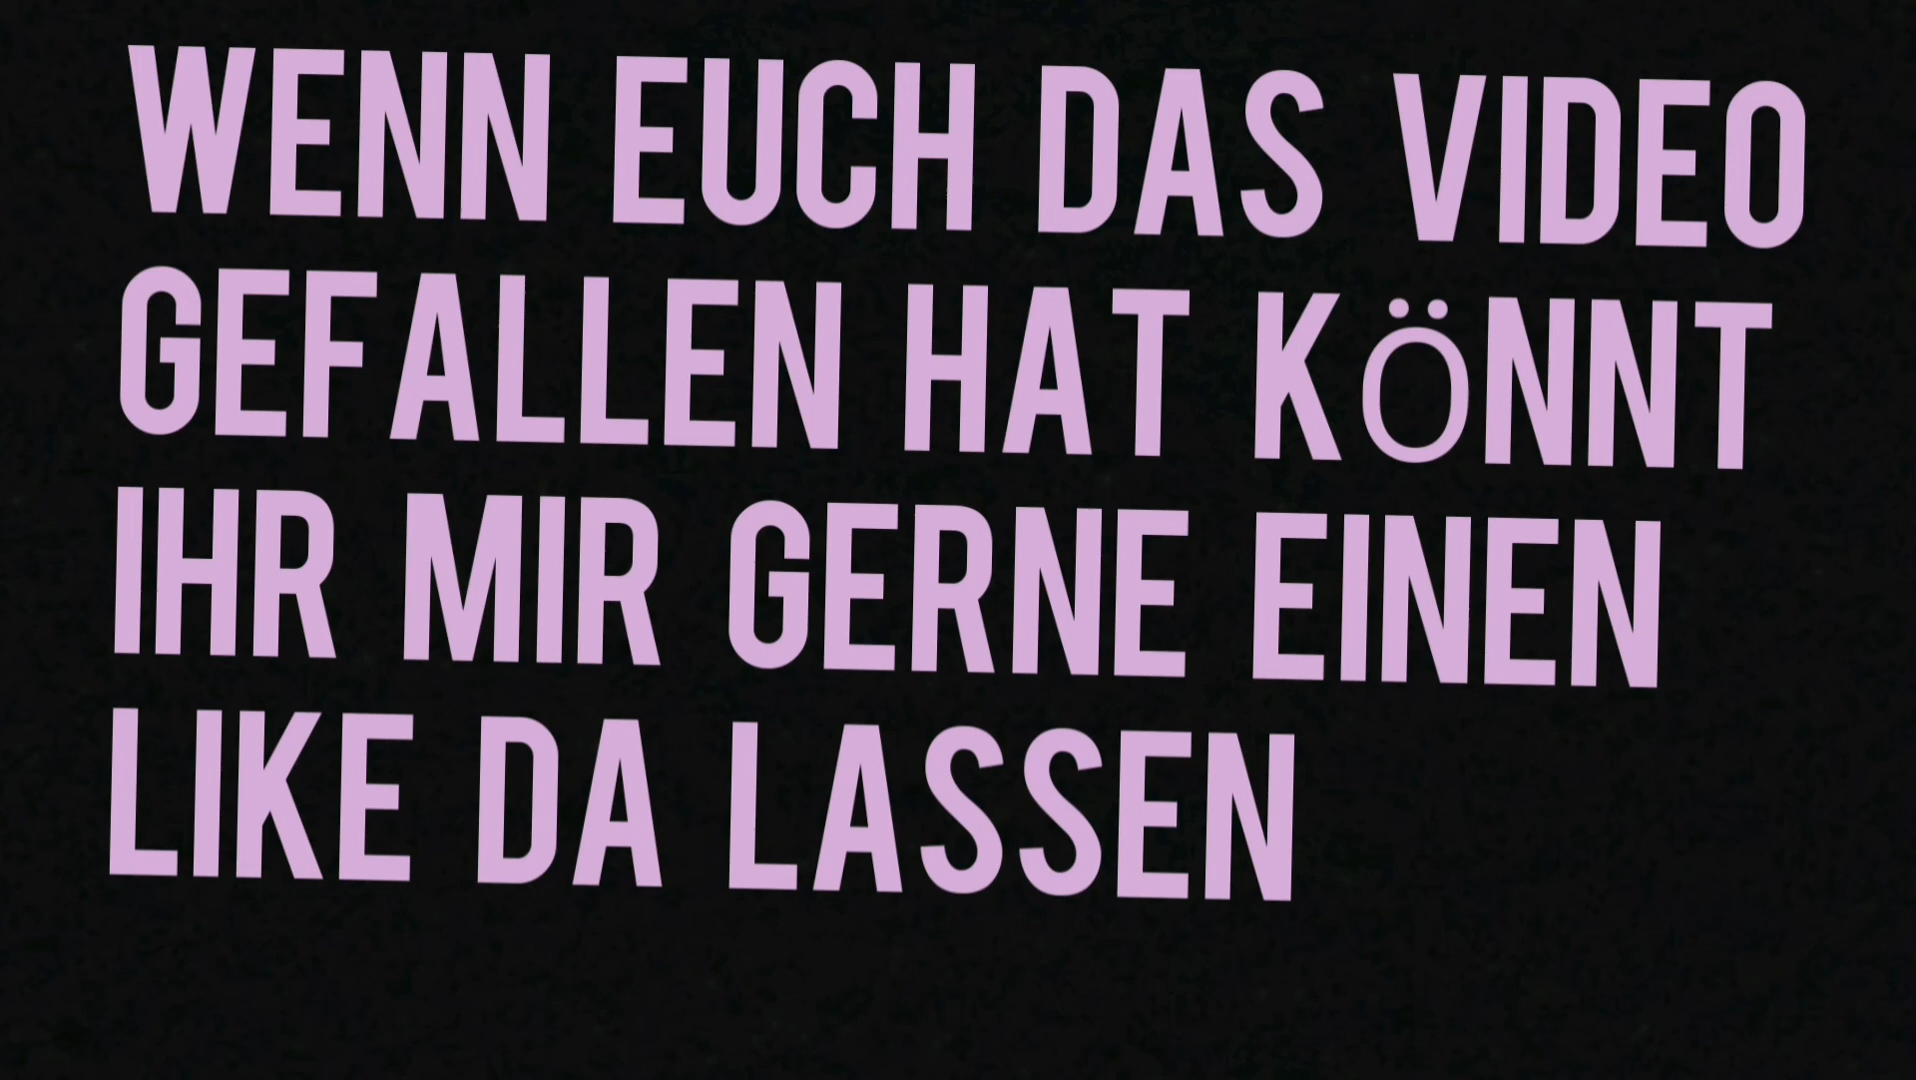 WENN EUCH DAS VIDEO
GEFALLEN HAT KÖNNT
IHR MIR GERNE EINEN
LIKE DA LASSEN